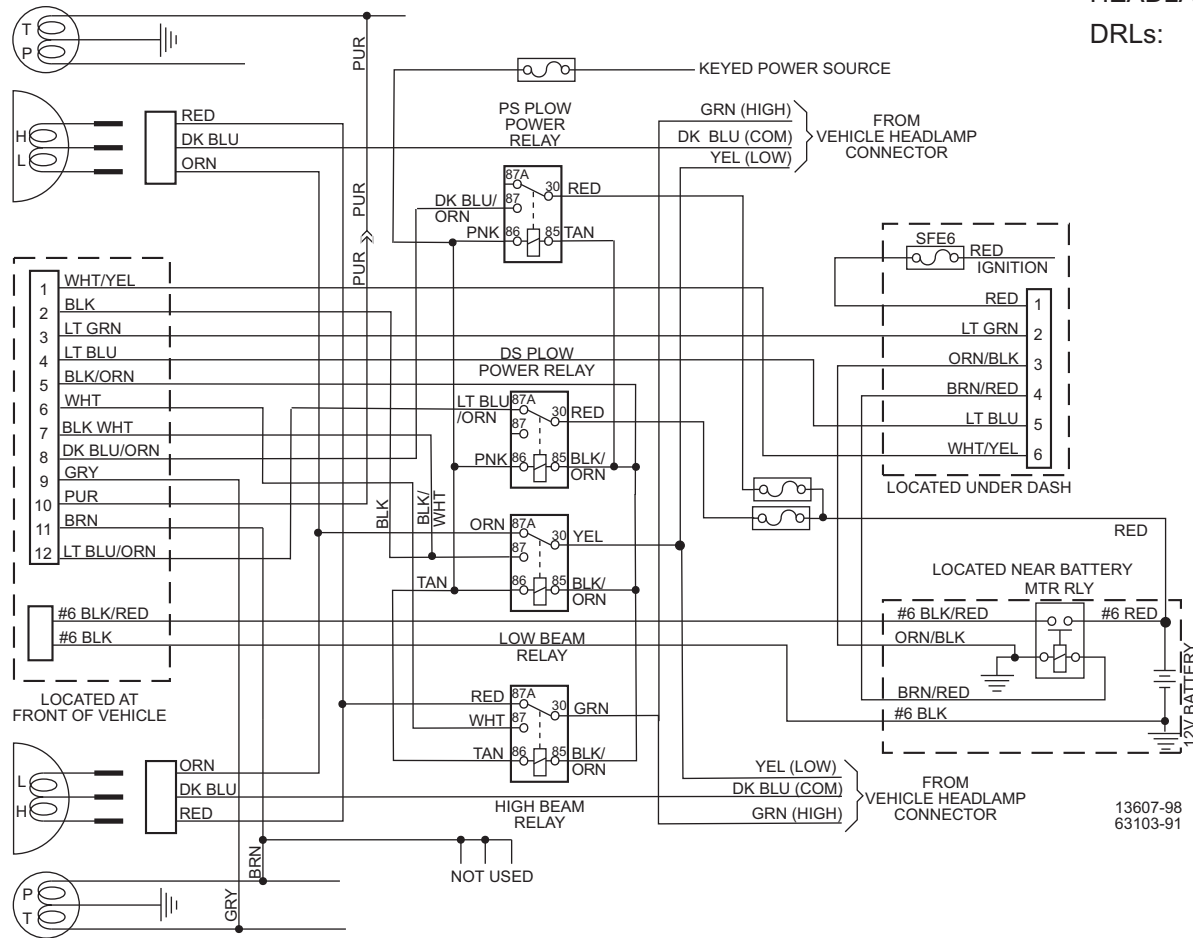 HEADLA
DRLs:
T
P
PUR
KEYED POWER SOURCE
PS PLOW
POWER
RELAY
GRN (HIGH)
DK BLU (COM)
YEL (LOW)
FROM
VEHICLE HEADLAMP
CONNECTOR
H
L
RED
DK BLU
ORN
PUR
PUR
87A
87
30
RED
DK BLU/
ORN
PNK
86
85
TAN
SFE6
RED
IGNITION
RED
1
LT GRN
2
ORN/BLK
3
BRN/RED
4
LT BLU
5
WHT/YEL
6
LOCATED UNDER DASH
1
WHT/YEL
2
BLK
3
LT GRN
4
LT BLU
5
BLK/ORN
6
WHT
7
BLK WHT
8
DK BLU/ORN
9
GRY
10
PUR
11
BRN
12
LT BLU/ORN
#6 BLK/RED
#6 BLK
LOCATED AT
FRONT OF VEHICLE
DS PLOW
POWER RELAY
LT BLU
/ORN
87A
87
30
RED
PNK
86
85
BLK/
ORN
BLK
BLK/
WHT
ORN
87A
87
30
YEL
TAN
86
85
BLK/
ORN
LOW BEAM
RELAY
RED
87A
WHT
87
30
GRN
TAN
86
85
BLK/
ORN
HIGH BEAM
RELAY
RED
LOCATED NEAR BATTERY
MTR RLY
#6 BLK/RED
#6 RED
ORN/BLK
BRN/RED
#6 BLK
12V BATTERY
L
H
ORN
DK BLU
RED
YEL (LOW)
DK BLU (COM)
GRN (HIGH)
FROM
VEHICLE HEADLAMP
CONNECTOR
13607-98
63103-91
BRN
NOT USED
P
T
GRY